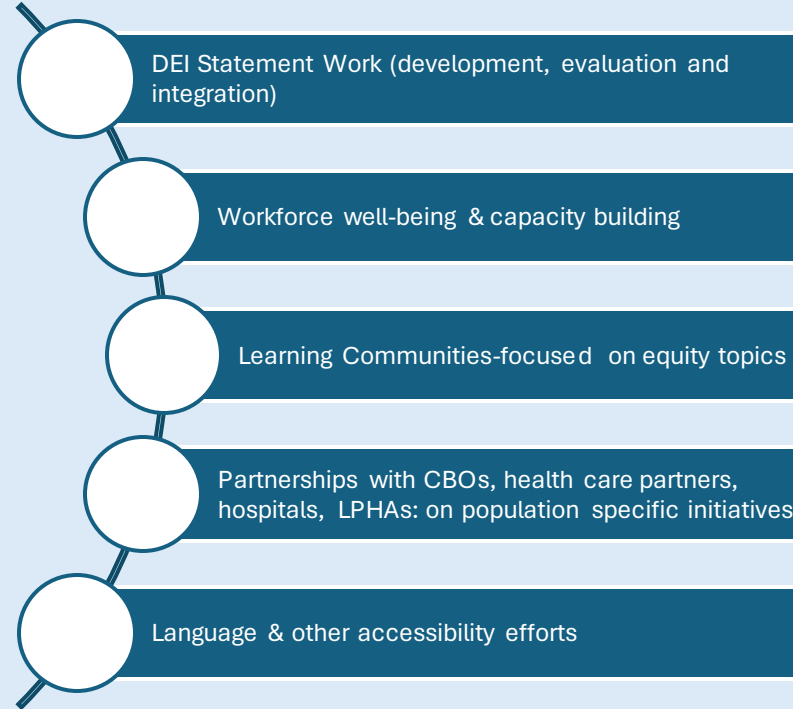 DEI Statement Work (development, evaluation and
integration)
Workforce well-being & capacity building
Learning Communities-focused on equity topics
Partnerships with CBOs, health care partners,
hospitals, LPHAs: on population specific initiatives
Language & other accessibility efforts